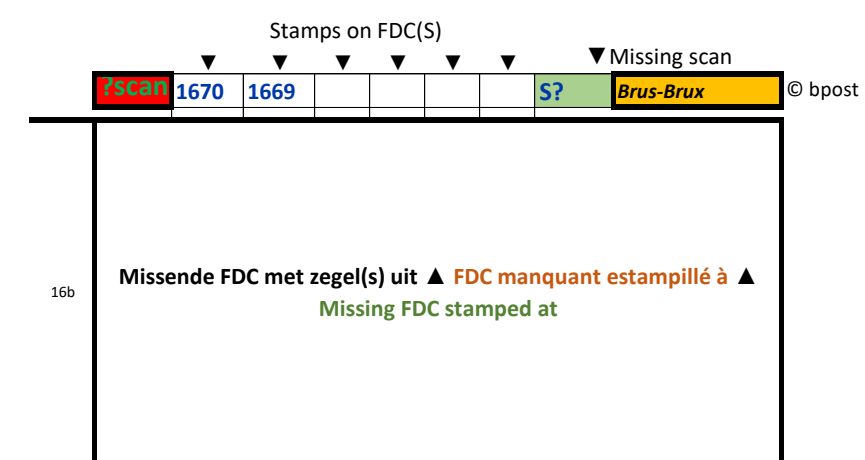 Stamps on FDC(S)
▼ ▼ ▼ ▼ ▼ ▼ ▼Missing scan
?scan 1670 1669 S? Brus-Brux © bpost
Missende FDC met zegel(s) uit ▲ FDC manquant estampillé à ▲
16b
Missing FDC stamped at